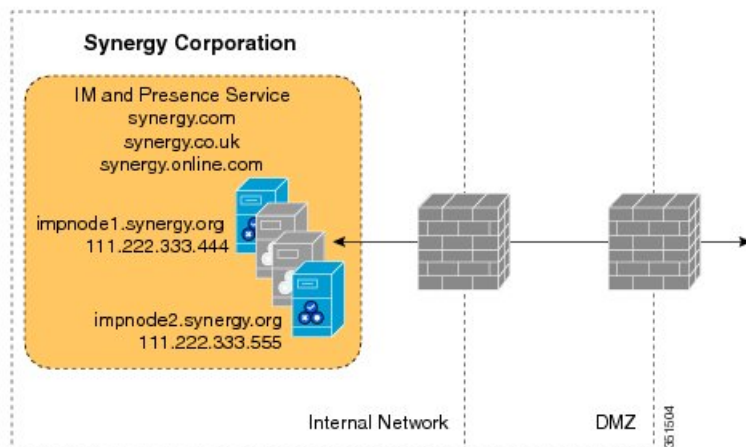 Synergy Corporation
IM and Presence Service
synergy.com
synergy.co.uk
synergy.online.com
impnode1.synergy.org
111.222.333.444
impnode2.synergy.org
111.222.333.555
Internal Network
DMZ
351504